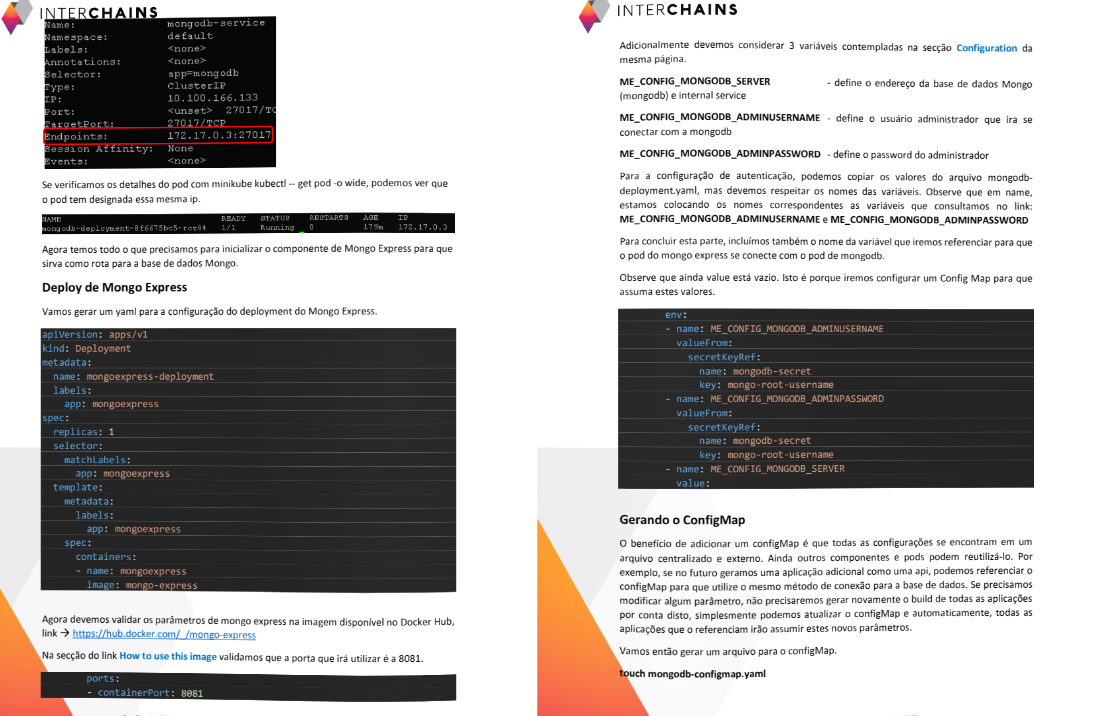 INTERCHAINS
Name: mongodb-service
Namespace: default
Labels: <none>
Annotations: <none>
Selector: app=mongodb
Type: ClusterIP
IP: 10.100.166.133
Port: <unset> 27017/TC
TargetPort: 27017/TCP
Endpoints: 172.17.0.3:27017
Session Affinity: None
Events: <none>
Se verificamos os detalhes do pod com minikube kubectl -- get pod -o wide, podemos ver que
o pod tem designada essa mesma ip.
NAME READY STATUS RESTARTS AGE IP
mongodb-deployment-8f6675bc5-rcz64 1/1 Running 0 179m 172.17.0.3
Agora temos todo o que precisamos para inicializar o componente de Mongo Express para que
sirva como rota para a base de dados Mongo.
Deploy de Mongo Express
Vamos gerar um yaml para a configuração do deployment do Mongo Express.
apiVersion: apps/v1
kind: Deployment
metadata:
name: mongoexpress-deployment
labels:
app: mongoexpress
spec:
replicas: 1
selector:
matchLabels:
app: mongoexpress
template:
metadata:
labels:
app: mongoexpress
spec:
containers:
- name: mongoexpress
image: mongo-express
Agora devemos validar os parâmetros de mongo express na imagem disponível no Docker Hub,
link → https://hub.docker.com/_/mongo-express
Na secção do link How to use this image validamos que a porta que irá utilizar é a 8081.
ports:
- containerPort: 8081
INTERCHAINS
Adicionalmente devemos considerar 3 variáveis contempladas na secção Configuration da
mesma página.
ME_CONFIG_MONGODB_SERVER - define o endereço da base de dados Mongo
(mongodb) e internal service
ME_CONFIG_MONGODB_ADMINUSERNAME - define o usuário administrador que ira se
conectar com a mongodb
ME_CONFIG_MONGODB_ADMINPASSWORD - define o password do administrador
Para a configuração de autenticação, podemos copiar os valores do arquivo mongodb-
deployment.yaml, mas devemos respeitar os nomes das variáveis. Observe que em name,
estamos colocando os nomes correspondentes as variáveis que consultamos no link:
ME_CONFIG_MONGODB_ADMINUSERNAME e ME_CONFIG_MONGODB_ADMINPASSWORD
Para concluir esta parte, incluímos também o nome da variável que iremos referenciar para que
o pod do mongo express se conecte com o pod de mongodb.
Observe que ainda value está vazio. Isto é porque iremos configurar um Config Map para que
assuma estes valores.
env:
- name: ME_CONFIG_MONGODB_ADMINUSERNAME
valueFrom:
secretKeyRef:
name: mongodb-secret
key: mongo-root-username
- name: ME_CONFIG_MONGODB_ADMINPASSWORD
valueFrom:
secretKeyRef:
name: mongodb-secret
key: mongo-root-username
- name: ME_CONFIG_MONGODB_SERVER
value:
Gerando o ConfigMap
O benefício de adicionar um configMap é que todas as configurações se encontram em um
arquivo centralizado e externo. Ainda outros componentes e pods podem reutilizá-lo. Por
exemplo, se no futuro geramos uma aplicação adicional como uma api, podemos referenciar o
configMap para que utilize o mesmo método de conexão para a base de dados. Se precisamos
modificar algum parâmetro, não precisaremos gerar novamente o build de todas as aplicações
por conta disto, simplesmente podemos atualizar o configMap e automaticamente, todas as
aplicações que o referenciam irão assumir estes novos parâmetros.
Vamos então gerar um arquivo para o configMap.
touch mongodb-configmap.yaml